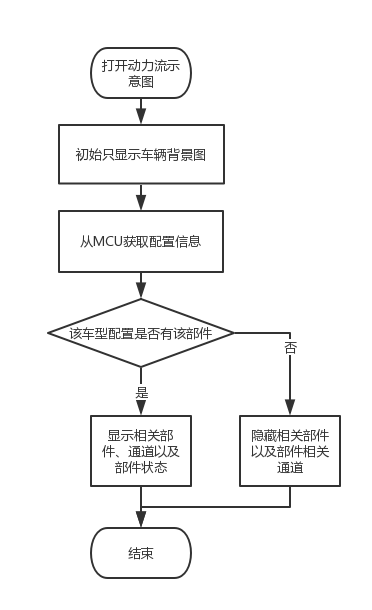 打开动力流示
意图
初始只显示车辆背景图
从MCU获取配置信息
该车型配置是否有该部件
否
是
显示相关部
件、通道以及
部件状态
隐藏相关部件
以及部件相关
通道
结束